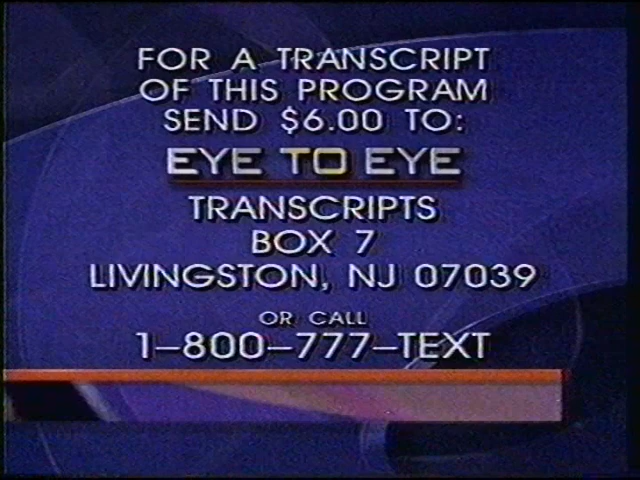 FOR A TRANSCRIPT
OF THIS PROGRAM
SEND $6.00 TO:
EYE TO EYE
TRANSCRIPTS
BOX 7
LIVINGSTON, NJ 07039
OR CALL
1-800-777-TEXT